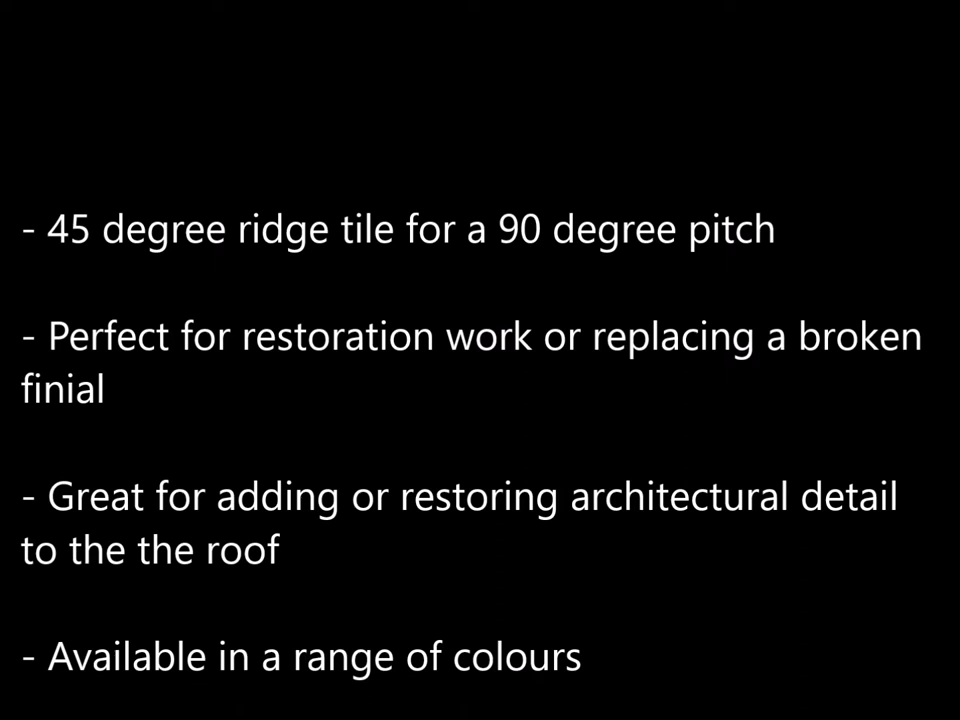 - 45 degree ridge tile for a 90 degree pitch
- Perfect for restoration work or replacing a broken
finial
- Great for adding or restoring architectural detail
to the the roof
- Available in a range of colours